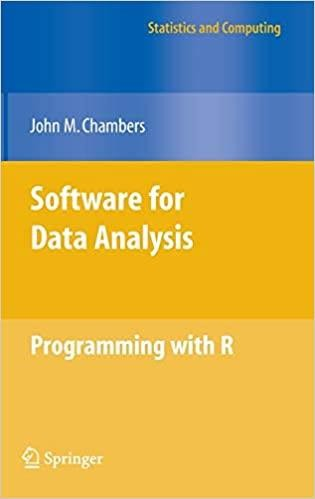 Statistics and Computing
John M. Chambers
Software for
Data Analysis
Programming with R
Springer